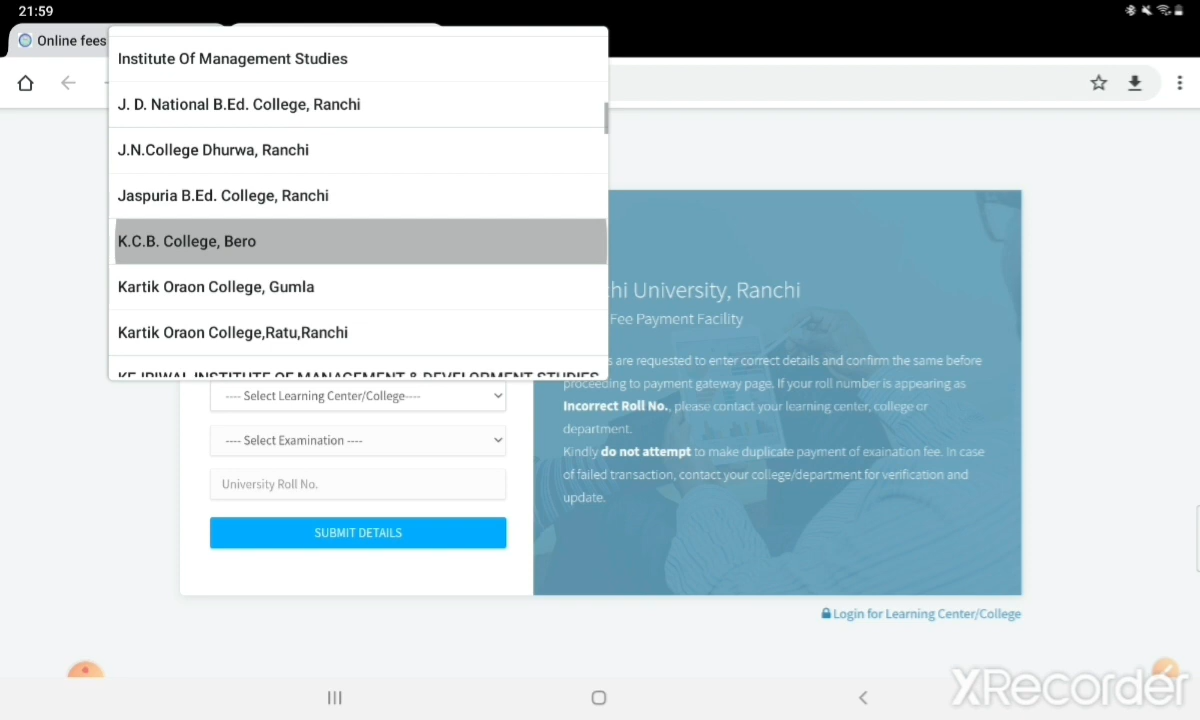 21:59
Online fees
Institute Of Management Studies
J. D. National B.Ed. College, Ranchi
J.N.College Dhurwa, Ranchi
Jaspuria B.Ed. College, Ranchi
K.C.B. College, Bero
Kartik Oraon College, Gumla
Kartik Oraon College,Ratu,Ranchi
INSTITUTE OF MANAGEMENT & DEVELOPMENT STUDIES
---- Select Learning Center/College----
---- Select Examination ----
University Roll No.
SUBMIT DETAILS
hi University, Ranchi
Fee Payment Facility
s are requested to enter correct details and confirm the same before
proceeding to payment gateway page. If your roll number is appearing as
Incorrect Roll No., please contact your learning center, college or
department.
Kindly do not attempt to make duplicate payment of exaination fee. In case
of failed transaction, contact your college/department for verification and
update.
Login for Learning Center/College
XRecorder